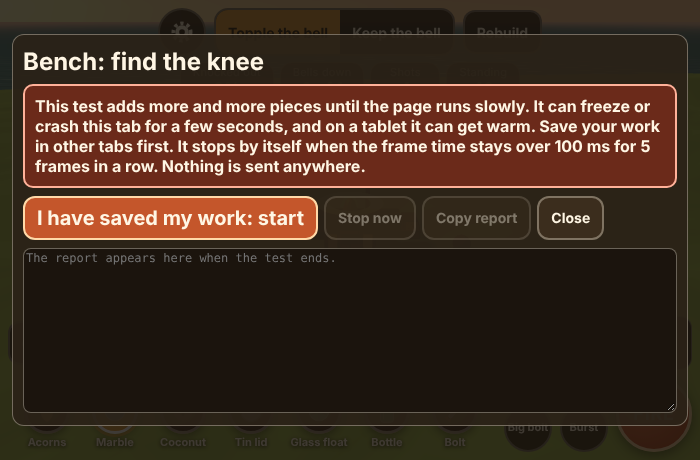 Topple the bell Keep the bell Rebuild
Bench: find the knee
This test adds more and more pieces until the page runs slowly. It can freeze or
crash this tab for a few seconds, and on a tablet it can get warm. Save your work
in other tabs first. It stops by itself when the frame time stays over 100 ms for 5
frames in a row. Nothing is sent anywhere.
I have saved my work: start Stop now Copy report Close
The report appears here when the test ends.
Big bolt Burst
Acorns Marble Coconut Tin lid Glass float Bottle Bolt